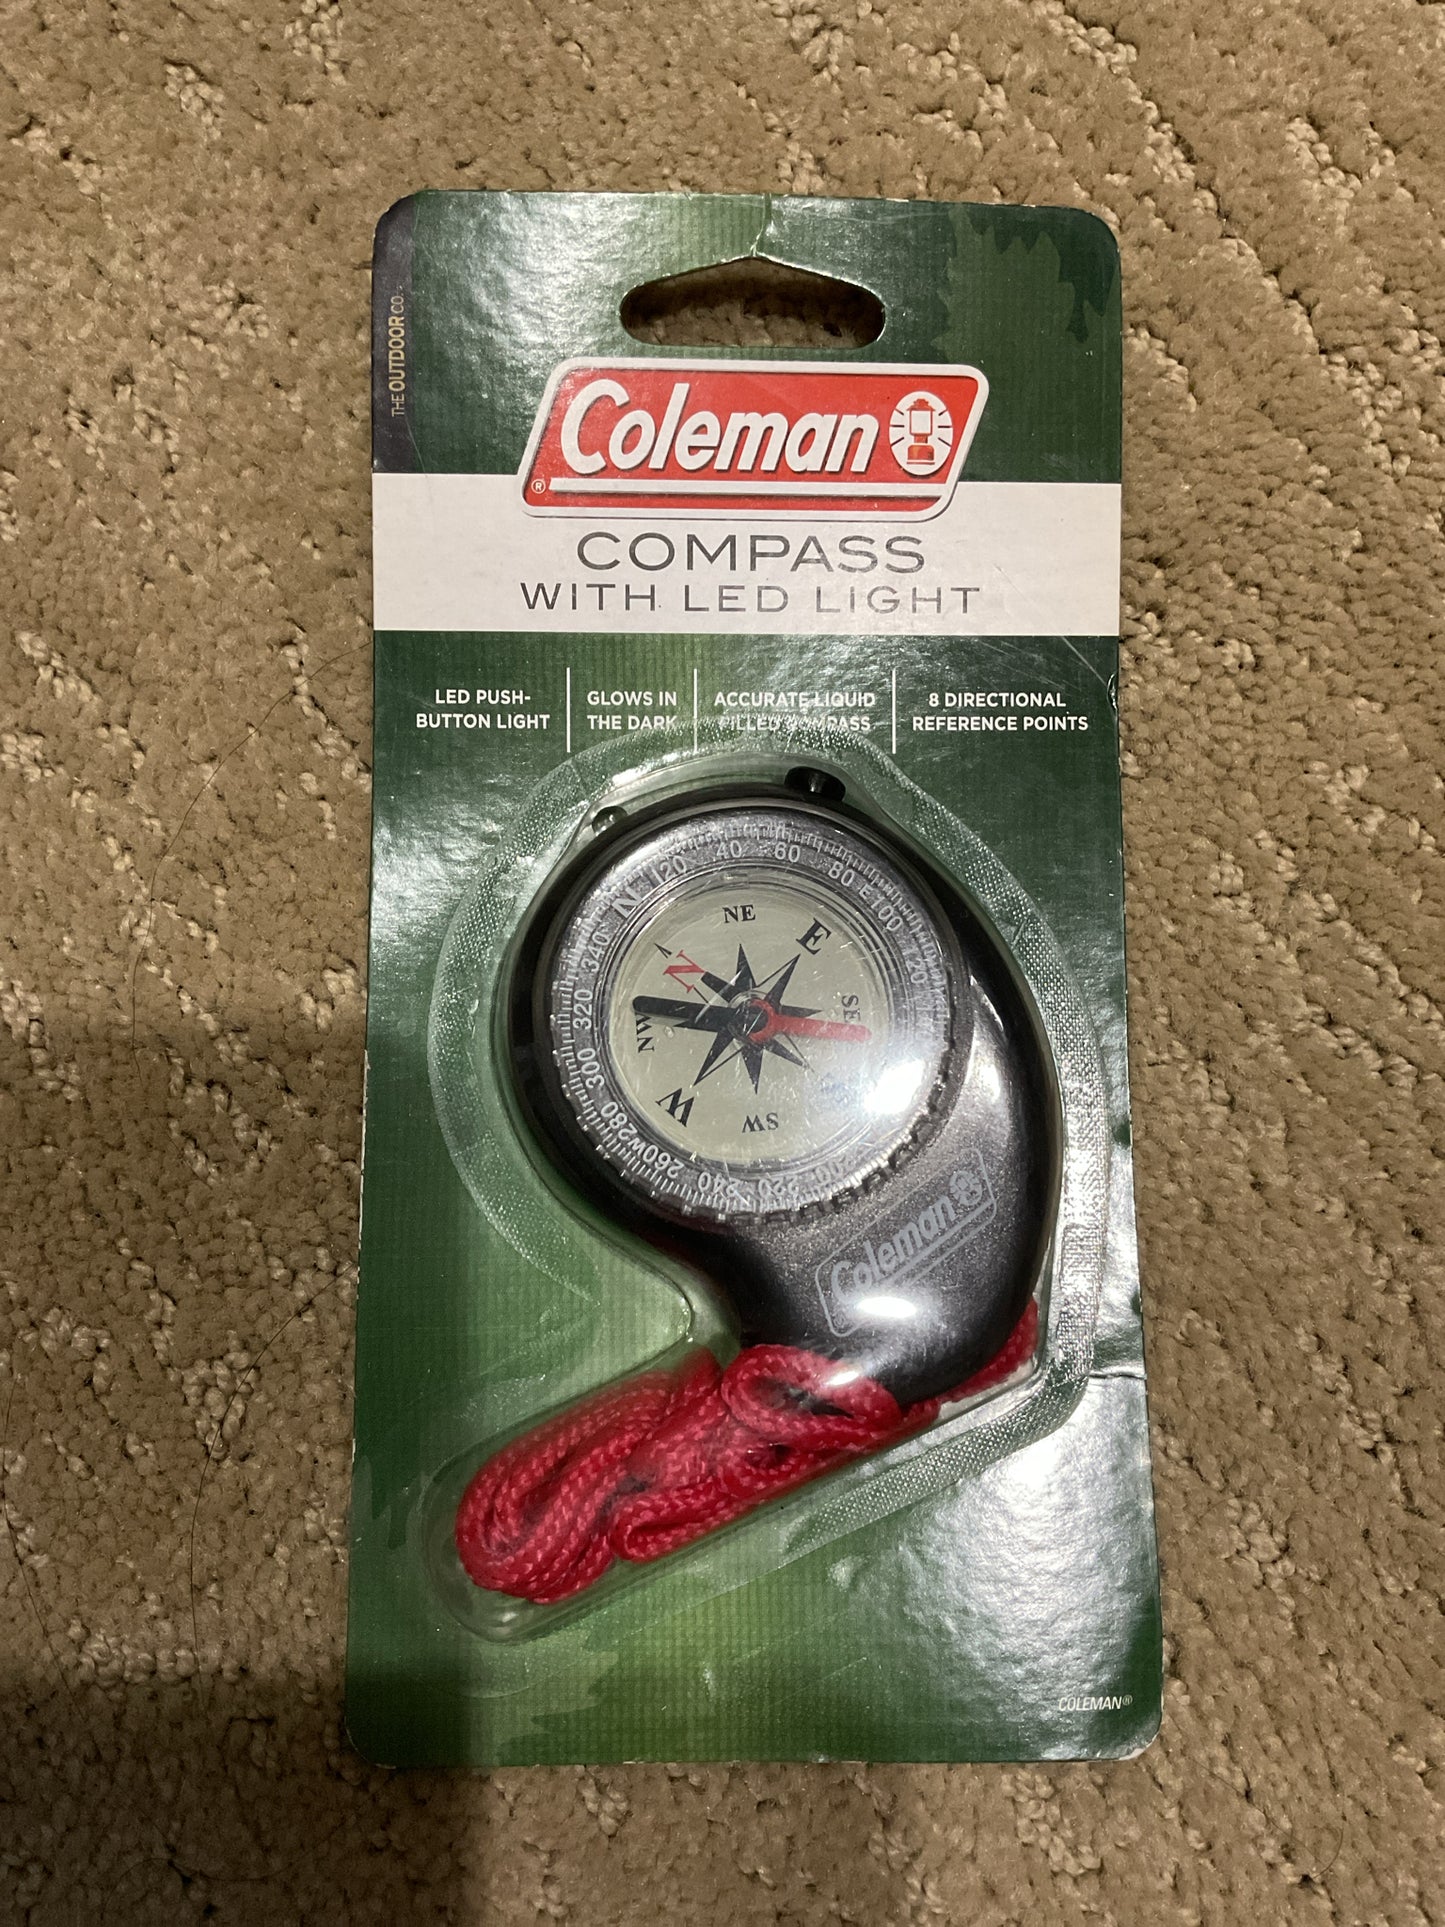 THE OUTDOOR CO.
Coleman
®
COMPASS
WITH LED LIGHT
LED PUSH-
BUTTON LIGHT
GLOWS IN
THE DARK
ACCURATE LIQUID
FILLED COMPASS
8 DIRECTIONAL
REFERENCE POINTS
N 20 40 60 80 E 100 120
220 240 260 W 280 300 320 340
N
NE
E
SE
SW
W
NW
Coleman
COLEMAN®